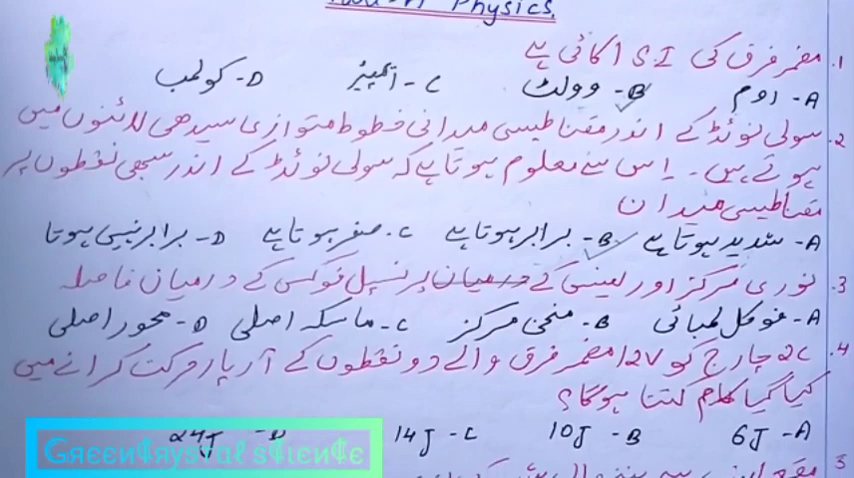 Physics.
1. مضمر فرق کی S.I اکائی ہے
A- اوم B- وولٹ C- ایمپیئر D- کولمب
2. سولی نوئڈ کے اندر مقناطیسی میدانی خطوط متوازی سیدھی لائنوں میں
ہوتے ہیں۔ اس سے معلوم ہوتا ہے کہ سولی نوئڈ کے اندر سبھی نقطوں پر
مقناطیسی میدان
A- شدید ہوتا ہے B- برابر ہوتا ہے C. صفر ہوتا ہے D- برابر نہیں ہوتا
3. نوری مرکز اور لینس کے پرنسپل فوکس کے درمیان فاصلہ
A- فوکل لمبائی B- منحنی مرکز C- ماسکہ اصلی D- محور اصلی
4. 2C چارج کو 12V مضمر فرق والے دو نقطوں کے آر پار حرکت کرانے میں
کیا گیا کام کتنا ہوگا؟
A- 6J B- 10J C- 14J D- 24J
GreenCrystal science